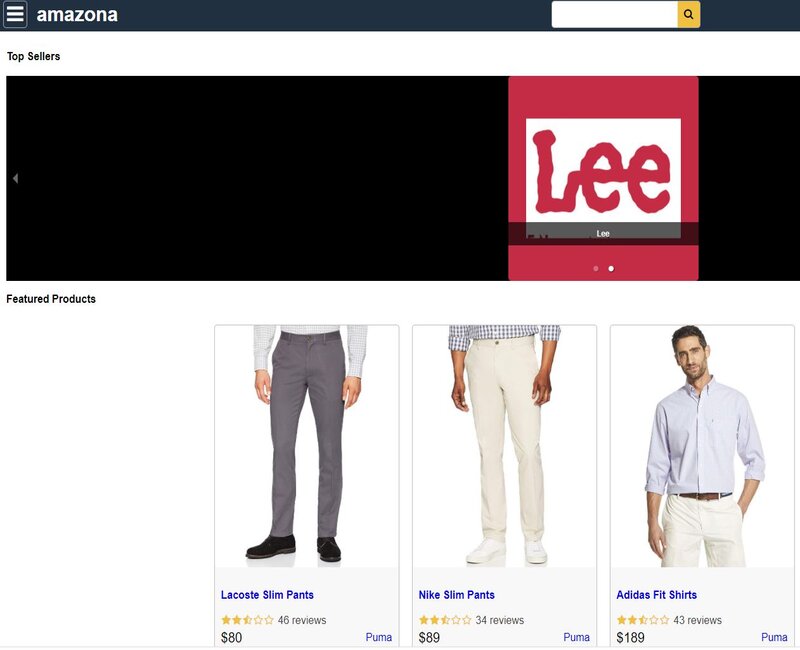 amazona
Top Sellers
Lee
Lee
Featured Products
Lacoste Slim Pants
46 reviews
$80 Puma
Nike Slim Pants
34 reviews
$89 Puma
Adidas Fit Shirts
43 reviews
$189 Puma